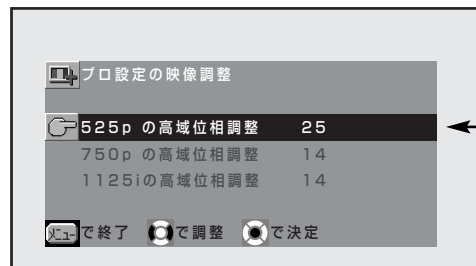 プロ設定の映像調整
525p の高域位相調整 25
750p の高域位相調整 14
1125iの高域位相調整 14
メニューで終了 で調整 で決定